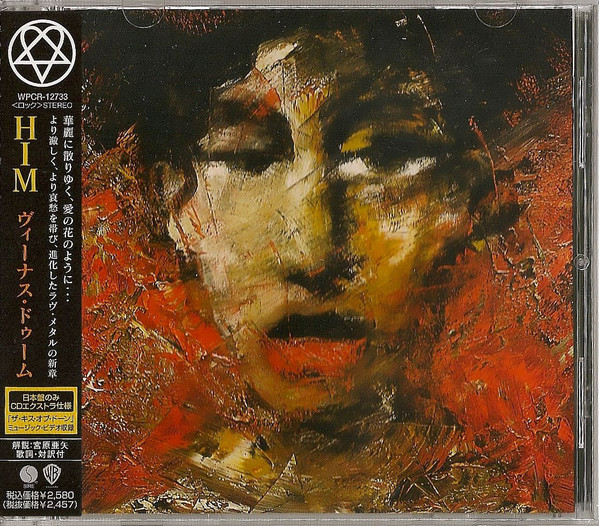 WPCR-12733
<ロック> STEREO
HIM ヴィーナス・ドゥーム
華麗に散りゆく、愛の花のように・・・
より激しく、より哀愁を帯び、進化したラヴ・メタルの新章
日本盤のみ
CDエクストラ仕様
「ザ・キス・オブ・ドーン」
ミュージック・ビデオ収録
解説:宮原亜矢
歌詞・対訳付
税込価格¥2,580
(税抜価格¥2,457)